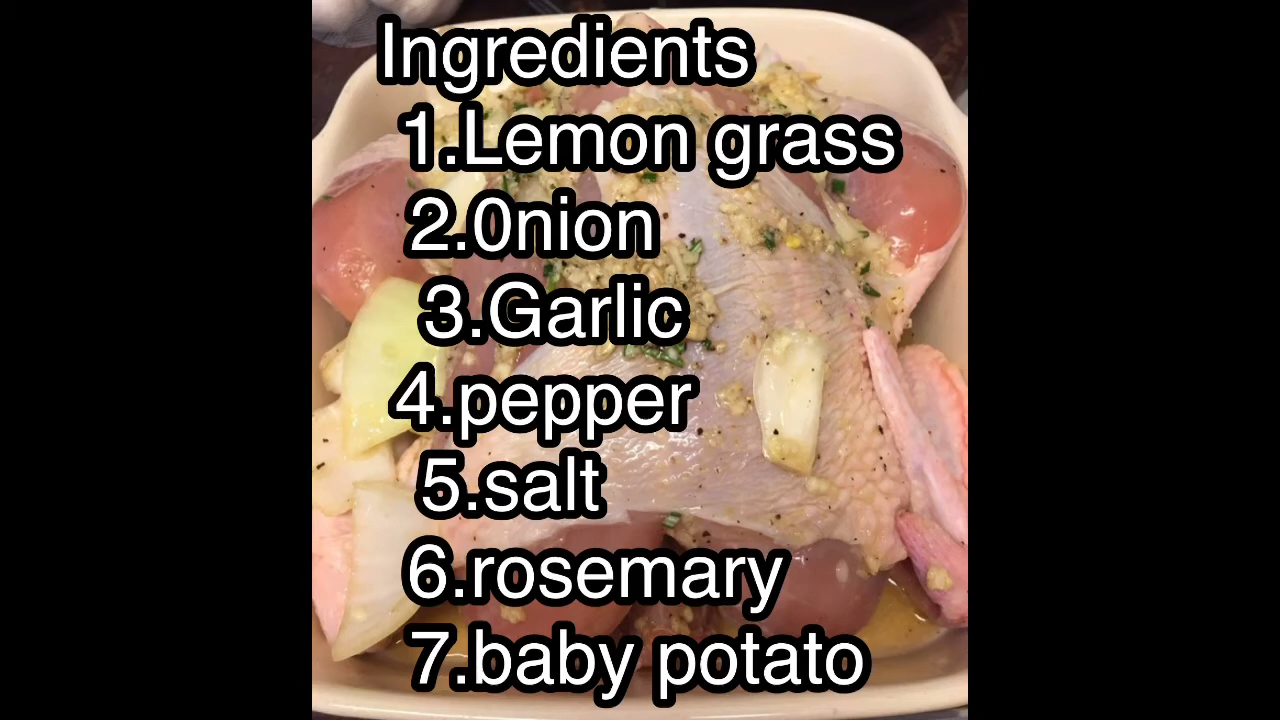 Ingredients
1.Lemon grass
2.0nion
3.Garlic
4.pepper
5.salt
6.rosemary
7.baby potato